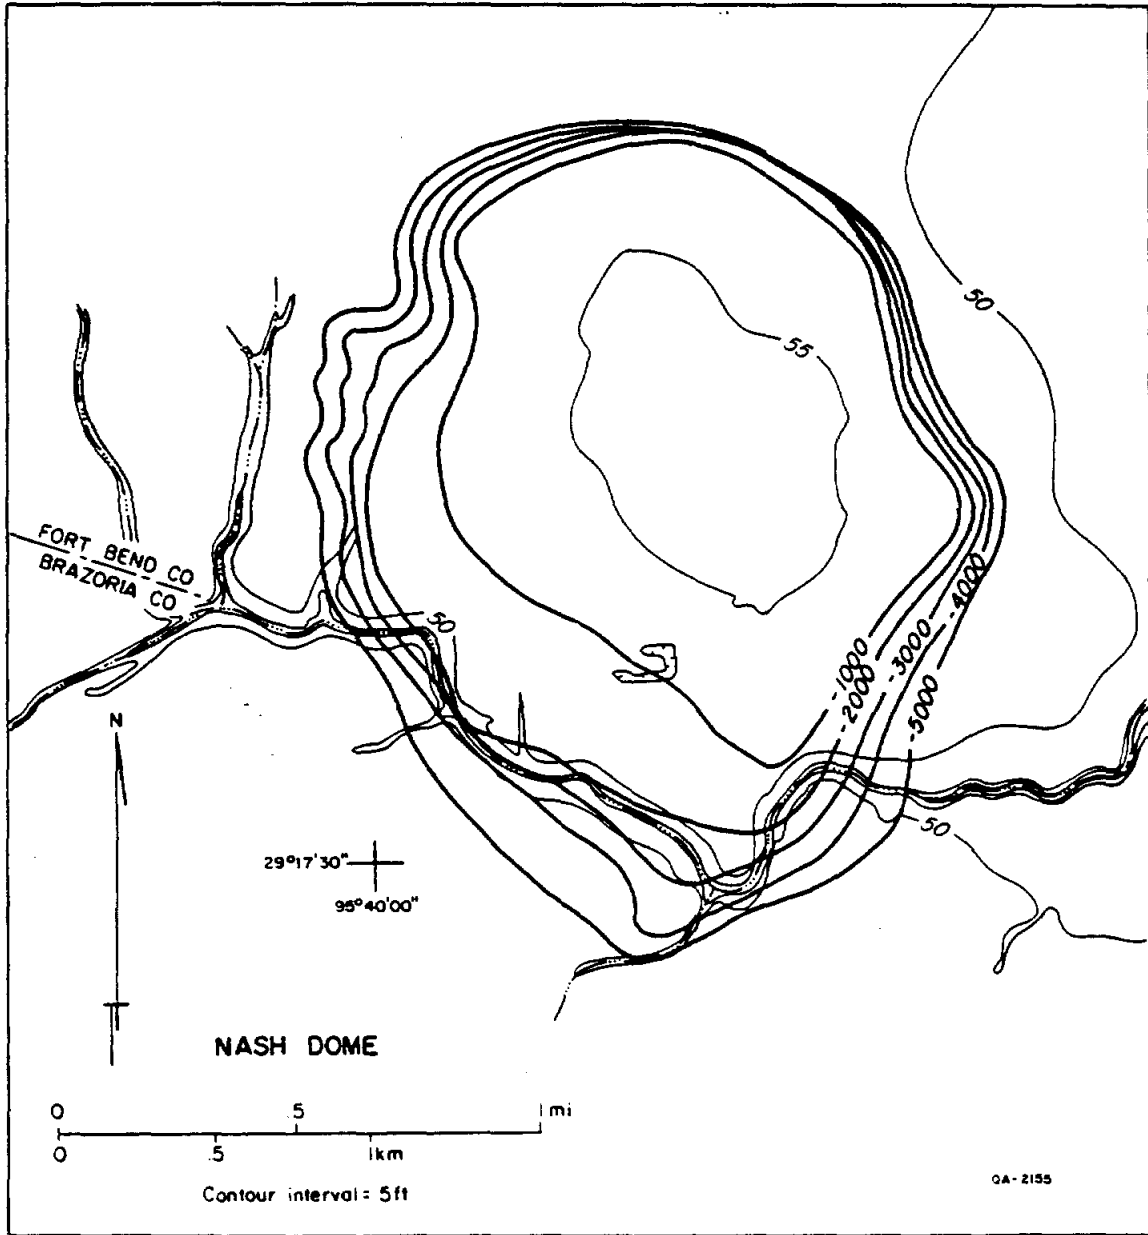 50
55
FORT BEND CO
BRAZORIA CO
50
-1000
-2000
-3000
-4000
-5000
50
N
29°17'30"
95°40'00"
NASH DOME
0 .5 1 mi
0 .5 1km
Contour interval = 5ft
QA-2155